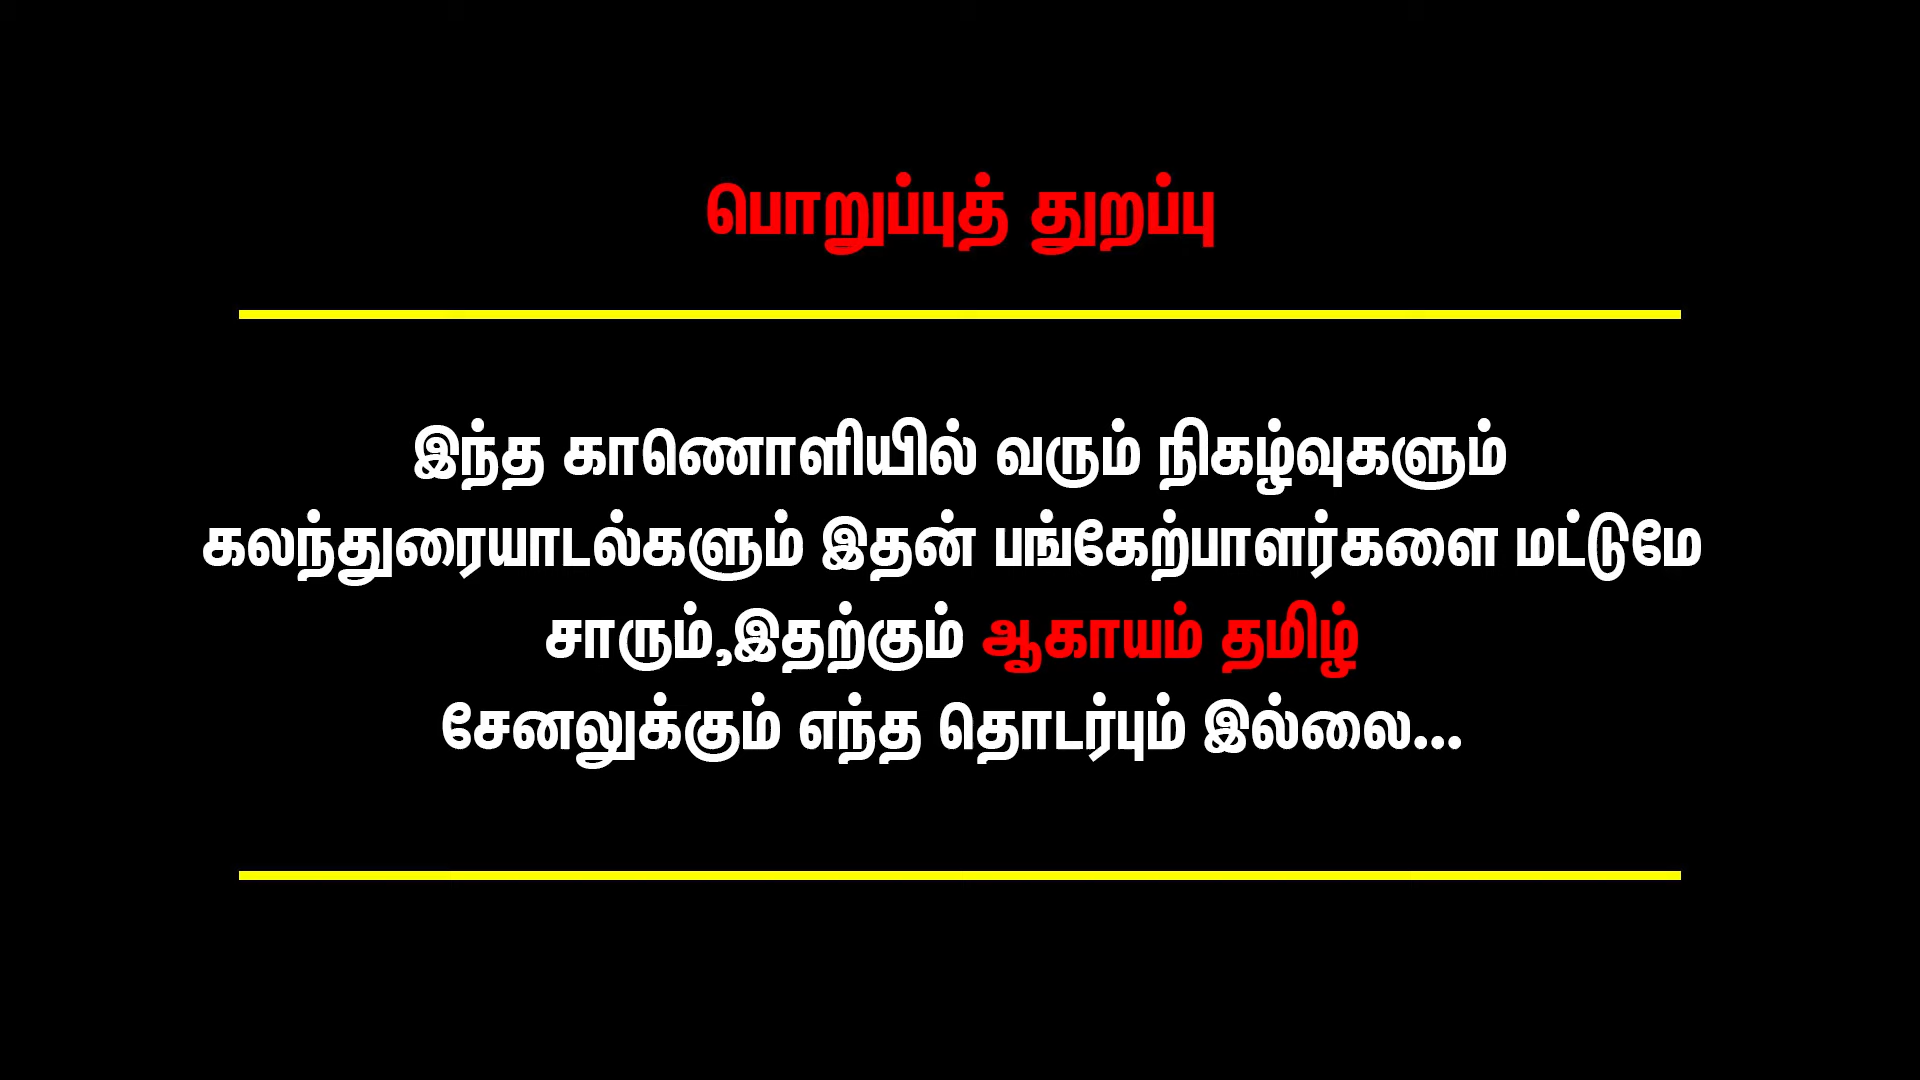 பொறுப்புத் துறப்பு
இந்த காணொளியில் வரும் நிகழ்வுகளும்
கலந்துரையாடல்களும் இதன் பங்கேற்பாளர்களை மட்டுமே
சாரும்,இதற்கும் ஆகாயம் தமிழ்
சேனலுக்கும் எந்த தொடர்பும் இல்லை...